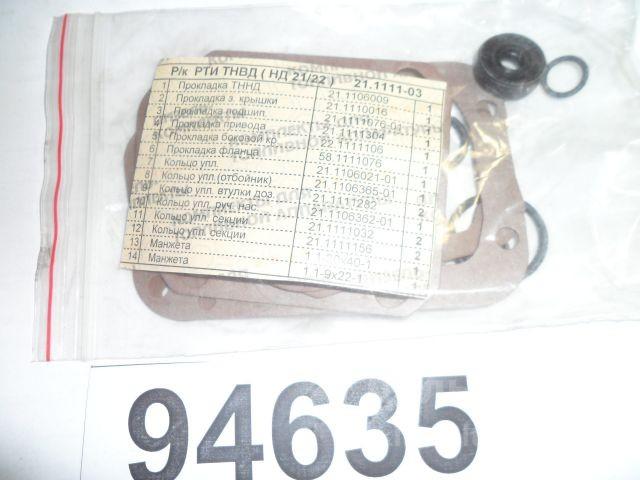 Р/к РТИ ТНВД ( НД 21/22 ) 21.1111-03
1 Прокладка ТННД 21.1106009 1
2 Прокладка з. крышки 21.1110016 1
3 Прокладка подшип. 1
4 Прокладка привода 21.1111304 1
5 Прокладка боковой кр. 22.1111106 1
6 Прокладка фланца 58.1111076 1
7 Кольцо упл. 21.1106021-01
8 Кольцо упл. (отбойник) 21.1106365-01
9 Кольцо упл. втулки доз. 21.1111282 2
10 Кольцо упл. руч. нас. 21.1106362-01 1
11 Кольцо упл. секции 21.1111032 2
12 Кольцо упл. секции 21.1111156 2
13 Манжета
14 Манжета 1.1-9х22-1
94635